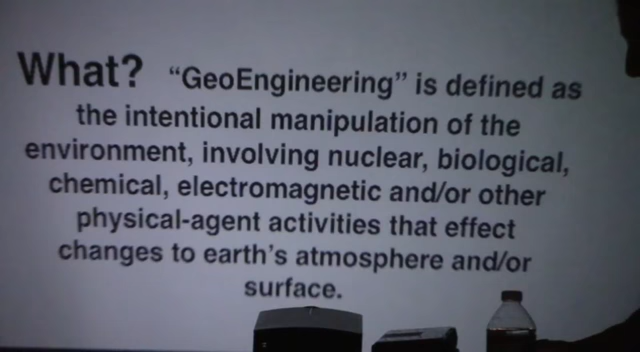 What? “GeoEngineering” is defined as
the intentional manipulation of the
environment, involving nuclear, biological,
chemical, electromagnetic and/or other
physical-agent activities that effect
changes to earth’s atmosphere and/or
surface.